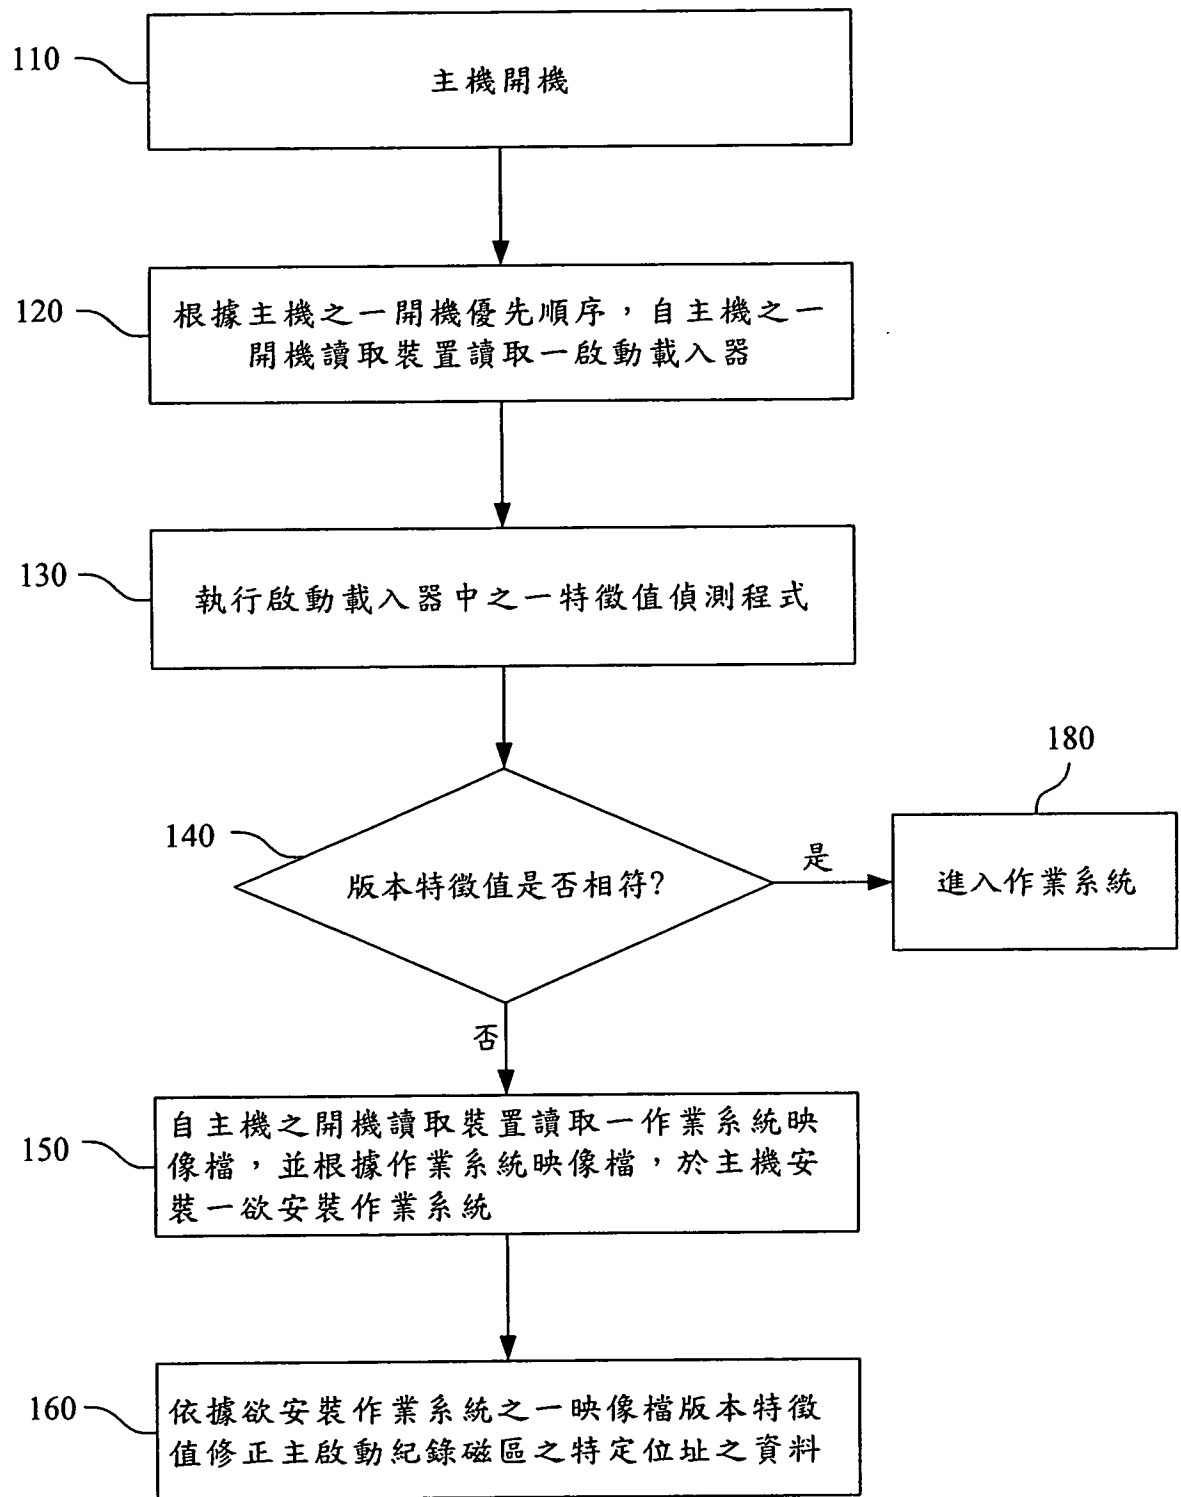 110
主機開機
120
根據主機之一開機優先順序，自主機之一
開機讀取裝置讀取一啟動載入器
130
執行啟動載入器中之一特徵值偵測程式
140
版本特徵值是否相符?
是
180
進入作業系統
否
150
自主機之開機讀取裝置讀取一作業系統映
像檔，並根據作業系統映像檔，於主機安
裝一欲安裝作業系統
160
依據欲安裝作業系統之一映像檔版本特徵
值修正主啟動紀錄磁區之特定位址之資料